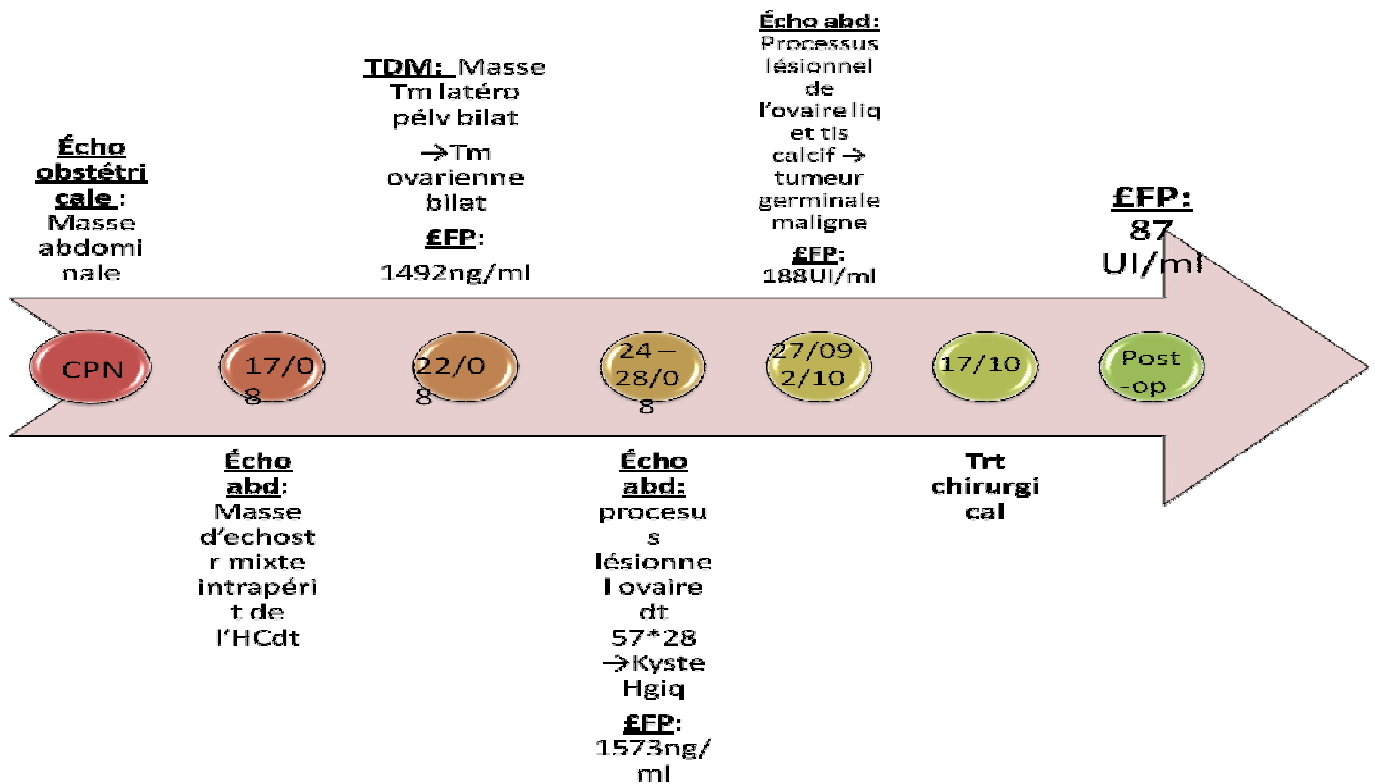 Écho
obstétri
cale :
Masse
abdomi
nale
TDM: Masse
Tm latéro
pélv bilat
→Tm
ovarienne
bilat
£FP:
1492ng/ml
Écho abd:
Processus
lésionnel
de
l'ovaire liq
et tis
calcif →
tumeur
germinale
maligne
£FP:
188UI/ml
£FP:
87
UI/ml
CPN
17/0
8
22/0
8
24 –
28/0
8
27/09
2/10
17/10
Post
-op
Écho
abd:
Masse
d'echost
r mixte
intrapéri
t de
l'HCdt
Écho
abd:
procesu
s
lésionne
l ovaire
dt
57*28
→Kyste
Hgiq
£FP:
1573ng/
ml
Trt
chirurgi
cal